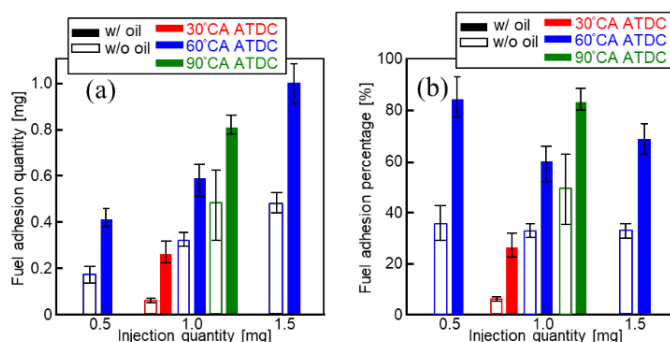 w/ oil
w/o oil
30°CA ATDC
60°CA ATDC
90°CA ATDC
(a)
Fuel adhesion quantity [mg]
1.0
0.8
0.6
0.4
0.2
0
0.5
1.0
1.5
Injection quantity [mg]
w/ oil
w/o oil
30°CA ATDC
60°CA ATDC
90°CA ATDC
(b)
Fuel adhesion percentage [%]
100
80
60
40
20
0
0.5
1.0
1.5
Injection quantity [mg]